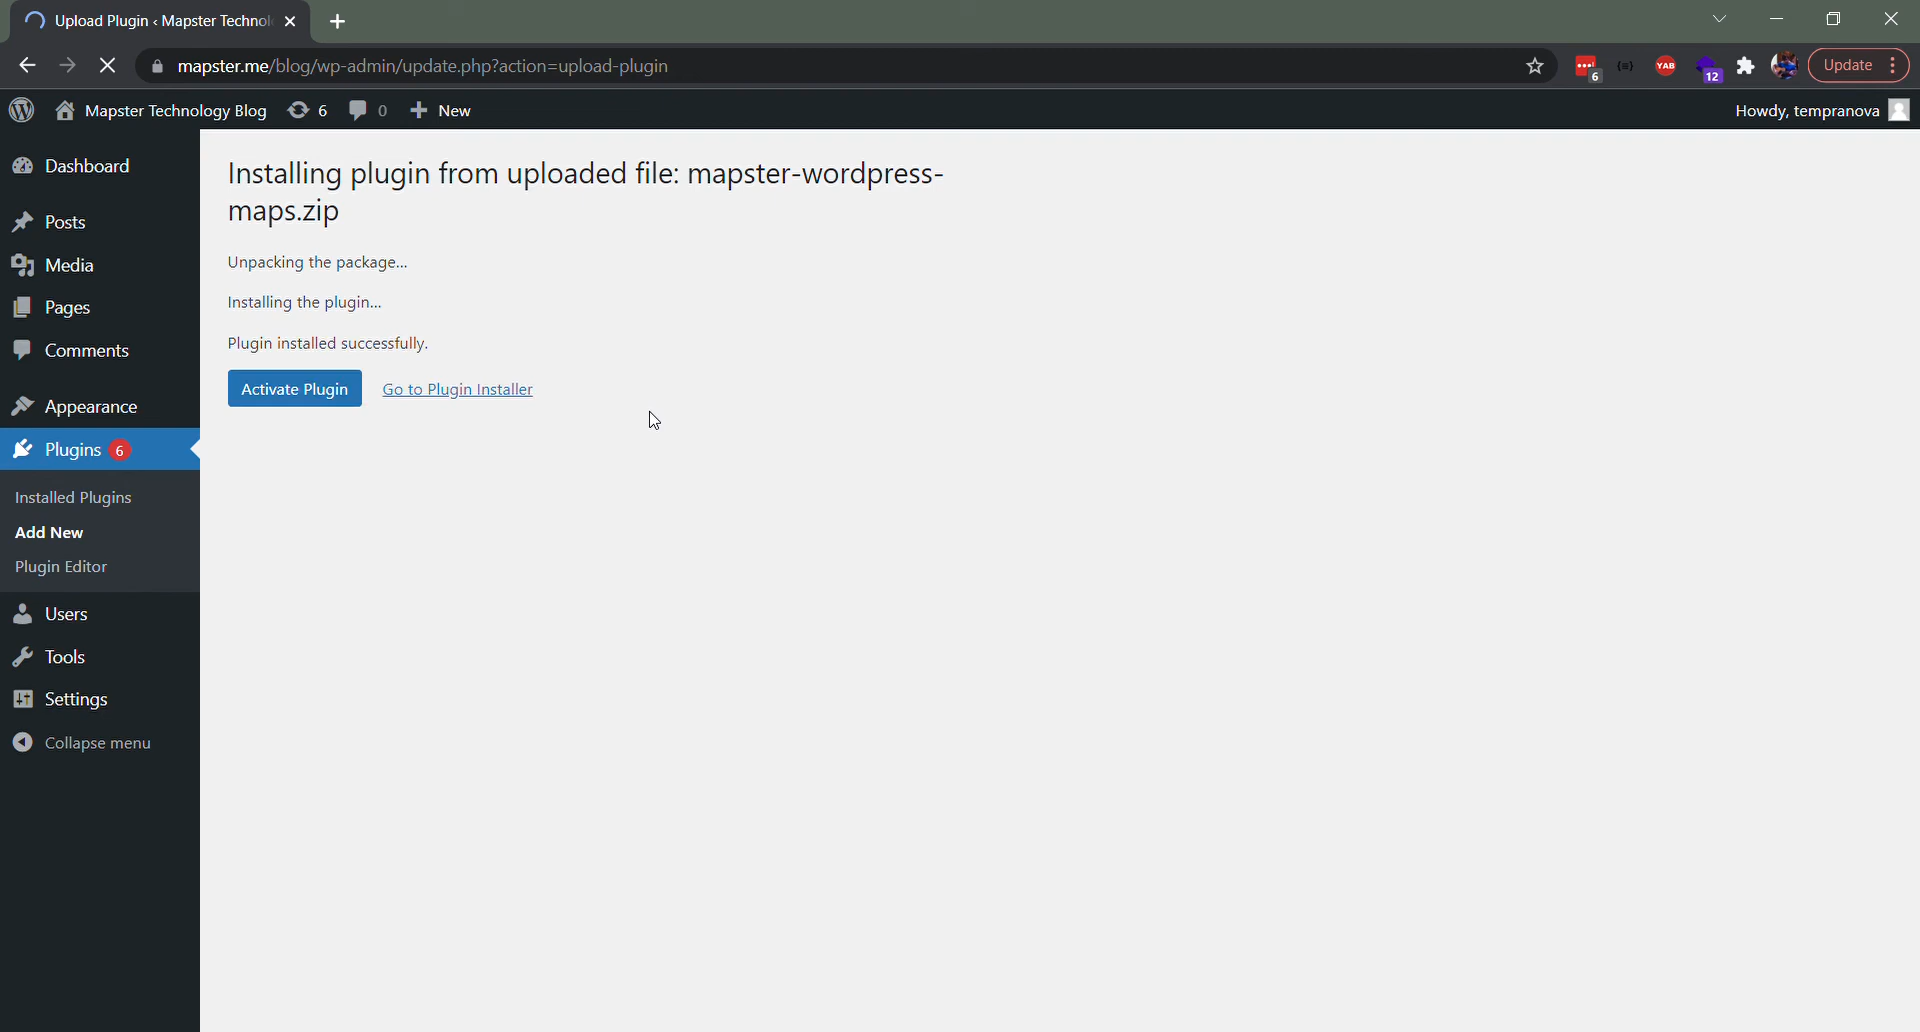 Upload Plugin ‹ Mapster Technol
mapster.me/blog/wp-admin/update.php?action=upload-plugin
6
YAB
12
Update
Mapster Technology Blog
6
0
New
Howdy, tempranova
Dashboard
Posts
Media
Pages
Comments
Appearance
Plugins 6
Installed Plugins
Add New
Plugin Editor
Users
Tools
Settings
Collapse menu
Installing plugin from uploaded file: mapster-wordpress-
maps.zip
Unpacking the package…
Installing the plugin…
Plugin installed successfully.
Activate Plugin
Go to Plugin Installer